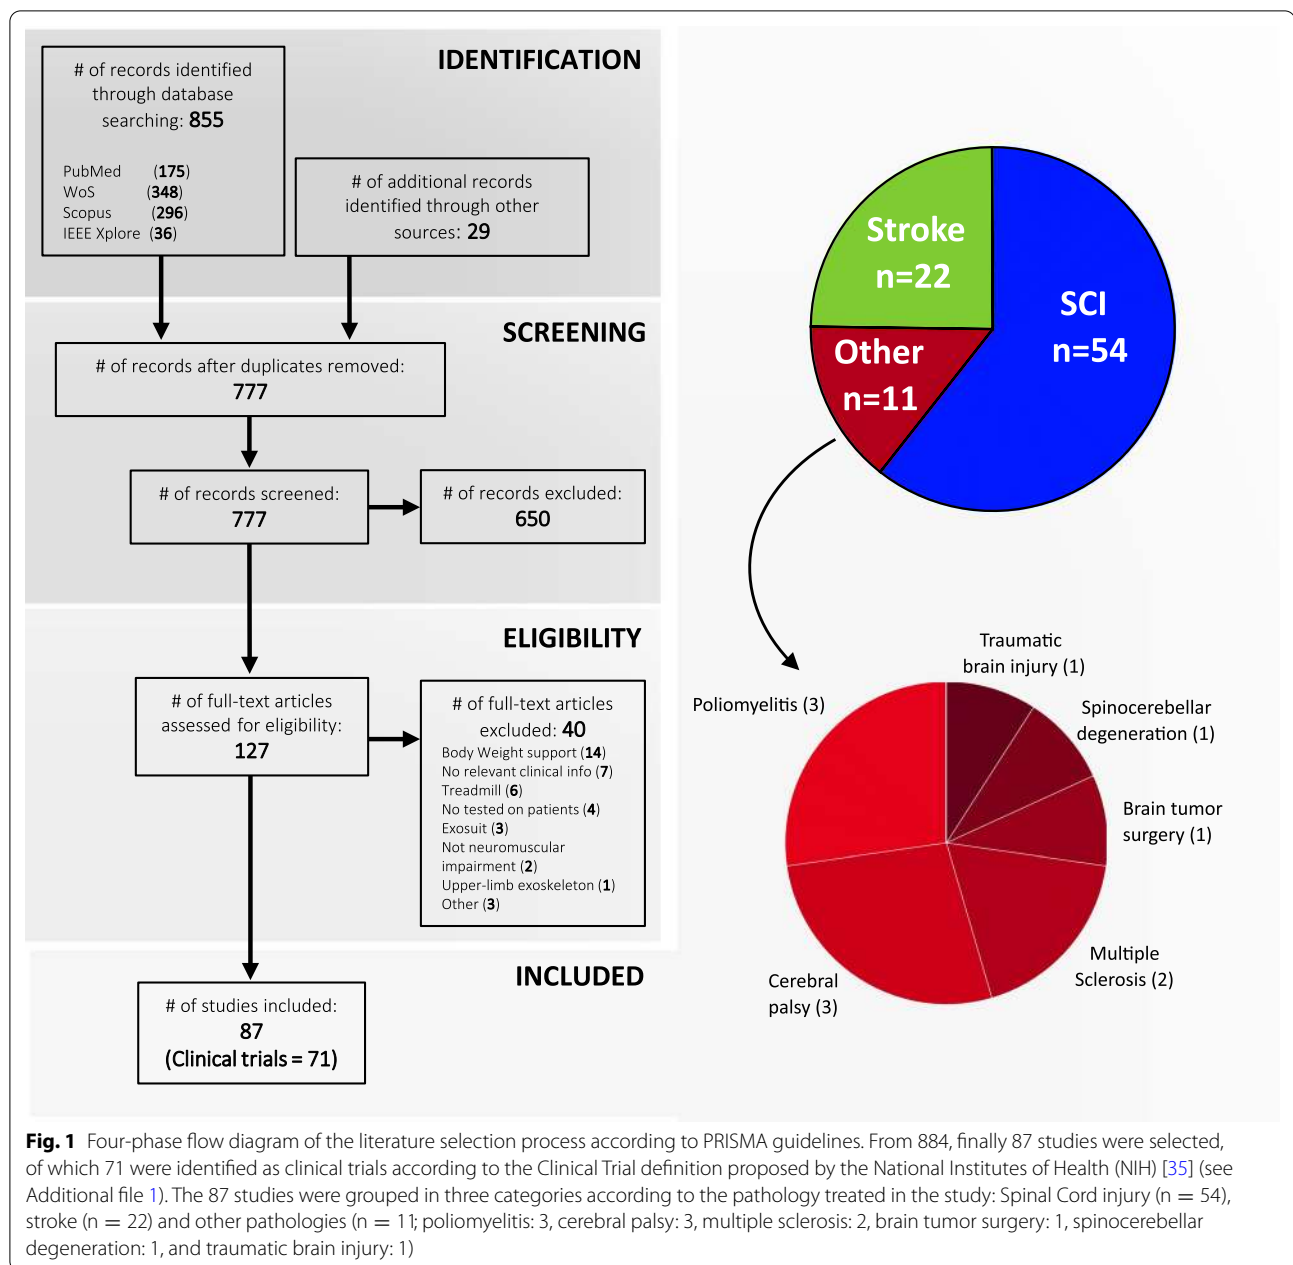 IDENTIFICATION
# of records identified
through database
searching: 855
PubMed (175)
WoS (348)
Scopus (296)
IEEE Xplore (36)
# of additional records
identified through other
sources: 29
SCREENING
# of records after duplicates removed:
777
# of records screened:
777
# of records excluded:
650
ELIGIBILITY
# of full-text articles
assessed for eligibility:
127
# of full-text articles
excluded: 40
Body Weight support (14)
No relevant clinical info (7)
Treadmill (6)
No tested on patients (4)
Exosuit (3)
Not neuromuscular
impairment (2)
Upper-limb exoskeleton (1)
Other (3)
INCLUDED
# of studies included:
87
(Clinical trials = 71)
Stroke
n=22
SCI
n=54
Other
n=11
Traumatic
brain injury (1)
Poliomyelitis (3)
Spinocerebellar
degeneration (1)
Brain tumor
surgery (1)
Multiple
Sclerosis (2)
Cerebral
palsy (3)
Fig. 1 Four-phase flow diagram of the literature selection process according to PRISMA guidelines. From 884, finally 87 studies were selected,
of which 71 were identified as clinical trials according to the Clinical Trial definition proposed by the National Institutes of Health (NIH) [35] (see
Additional file 1). The 87 studies were grouped in three categories according to the pathology treated in the study: Spinal Cord injury (n = 54),
stroke (n = 22) and other pathologies (n = 11; poliomyelitis: 3, cerebral palsy: 3, multiple sclerosis: 2, brain tumor surgery: 1, spinocerebellar
degeneration: 1, and traumatic brain injury: 1)